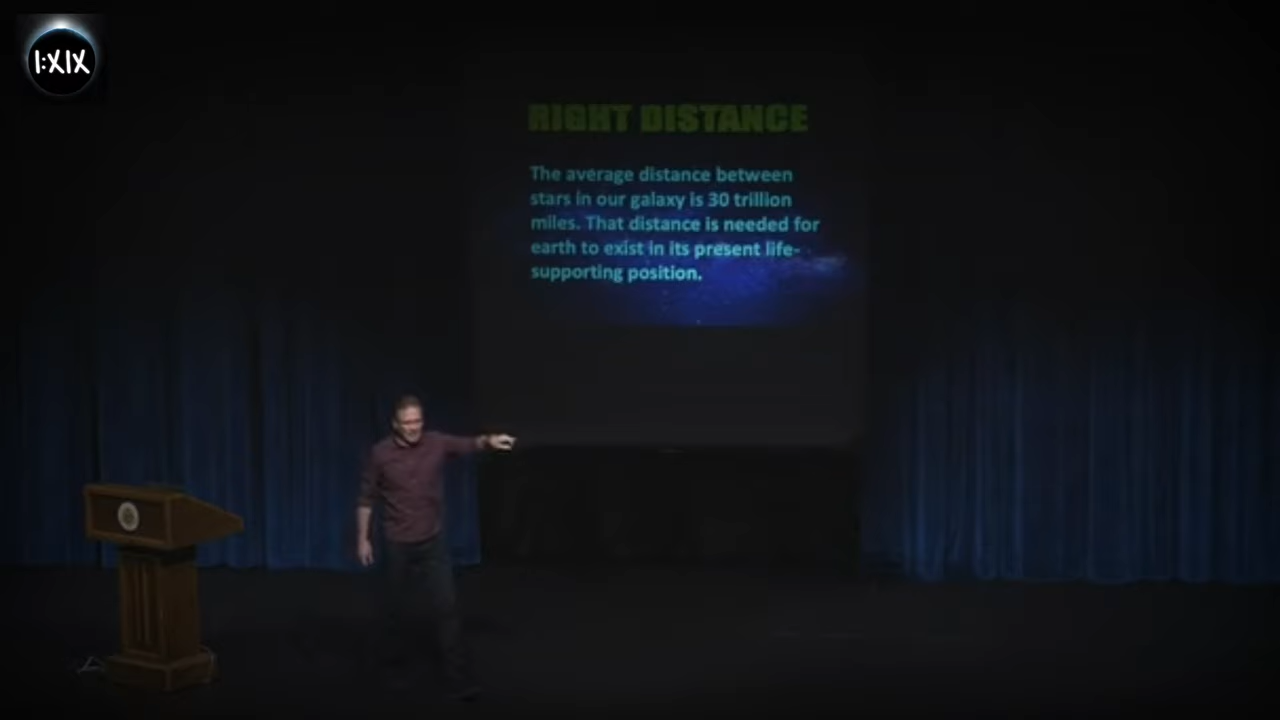 I:XIX
RIGHT DISTANCE
The average distance between
stars in our galaxy is 30 trillion
miles. That distance is needed for
earth to exist in its present life-
supporting position.